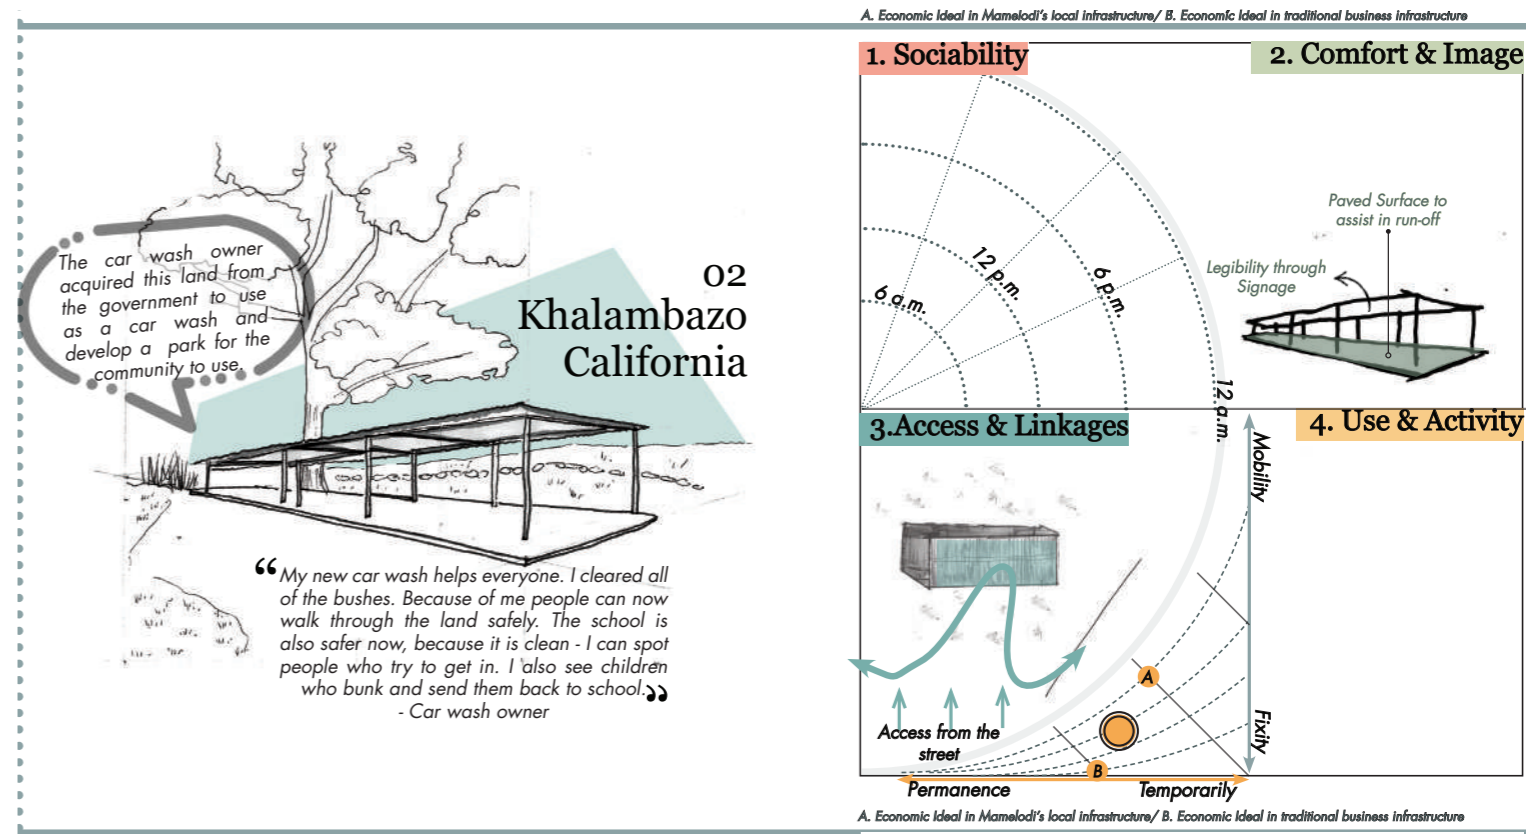 A. Economic Ideal in Mamelodi's local infrastructure/ B. Economic Ideal in traditional business infrastructure
The car wash owner
acquired this land from
the government to use
as a car wash and
develop a park for the
community to use.
02
Khalambazo
California
“My new car wash helps everyone. I cleared all
of the bushes. Because of me people can now
walk through the land safely. The school is
also safer now, because it is clean - I can spot
people who try to get in. I also see children
who bunk and send them back to school.”
- Car wash owner
1. Sociability
6 a.m.
12 p.m.
6 p.m.
12 a.m.
2. Comfort & Image
Paved Surface to
assist in run-off
Legibility through
Signage
3.Access & Linkages
Access from the
street
4. Use & Activity
Mobility
Fixity
A
B
Permanence
Temporarily
A. Economic Ideal in Mamelodi's local infrastructure/ B. Economic Ideal in traditional business infrastructure